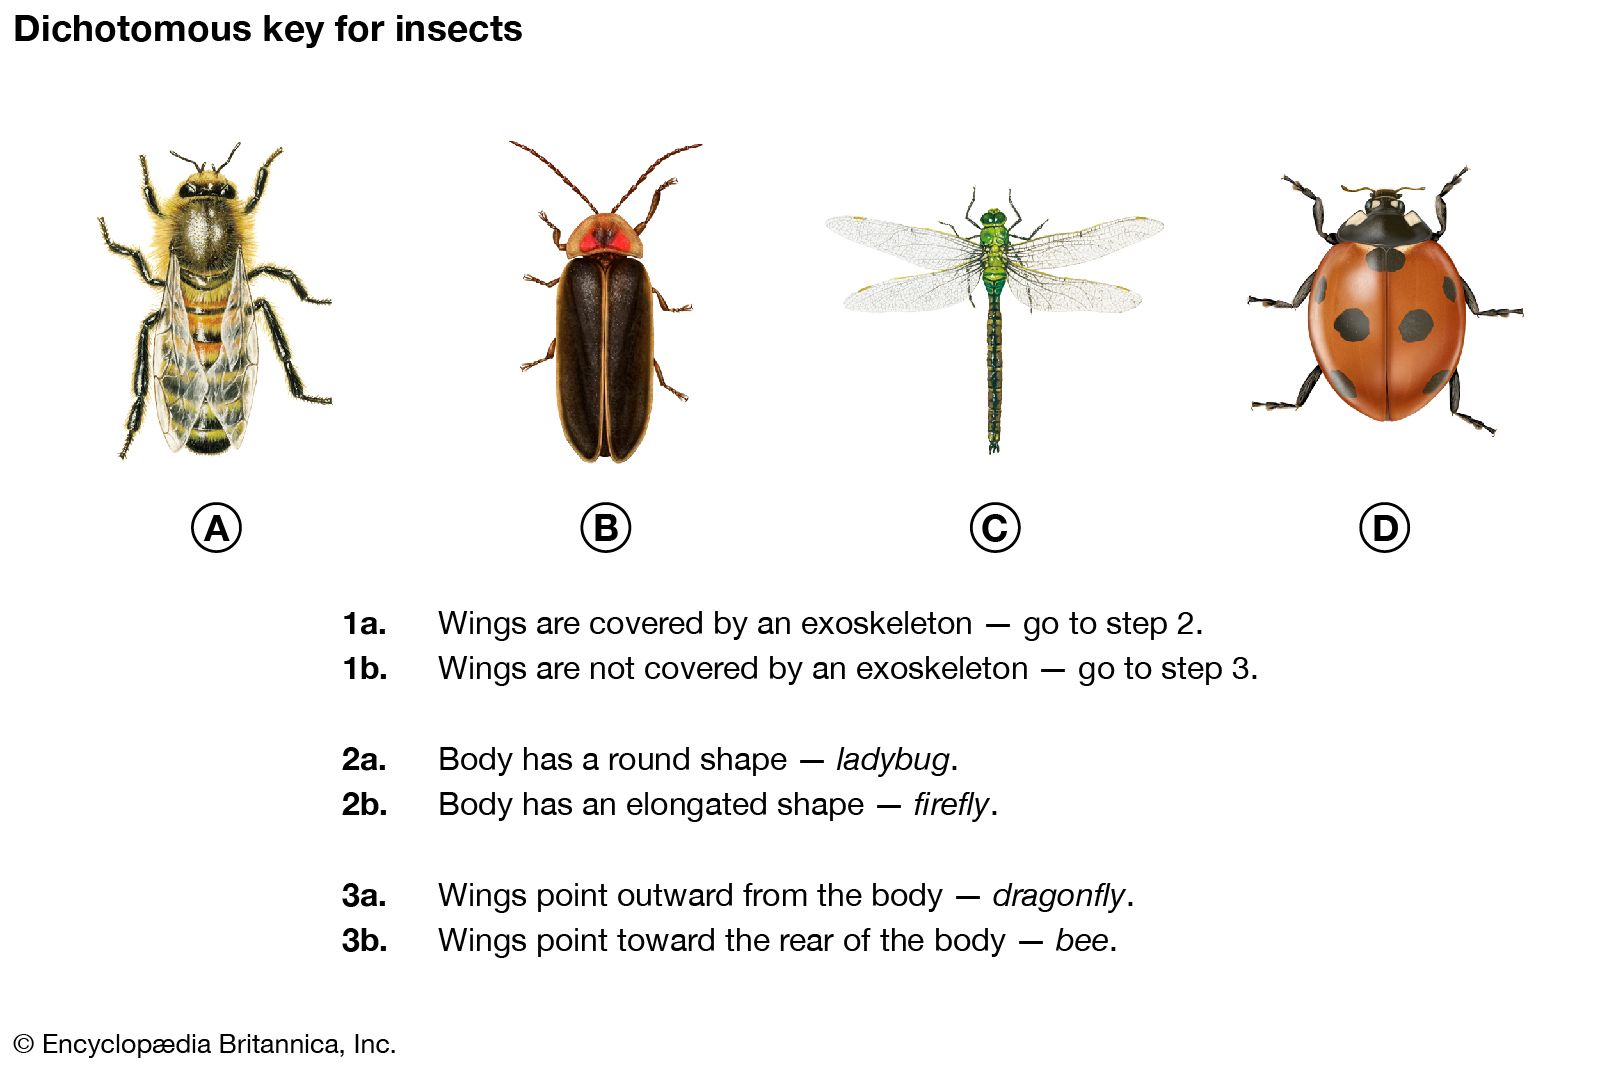 Dichotomous key for insects
A B C D
1a. Wings are covered by an exoskeleton — go to step 2.
1b. Wings are not covered by an exoskeleton — go to step 3.
2a. Body has a round shape — ladybug.
2b. Body has an elongated shape — firefly.
3a. Wings point outward from the body — dragonfly.
3b. Wings point toward the rear of the body — bee.
© Encyclopædia Britannica, Inc.